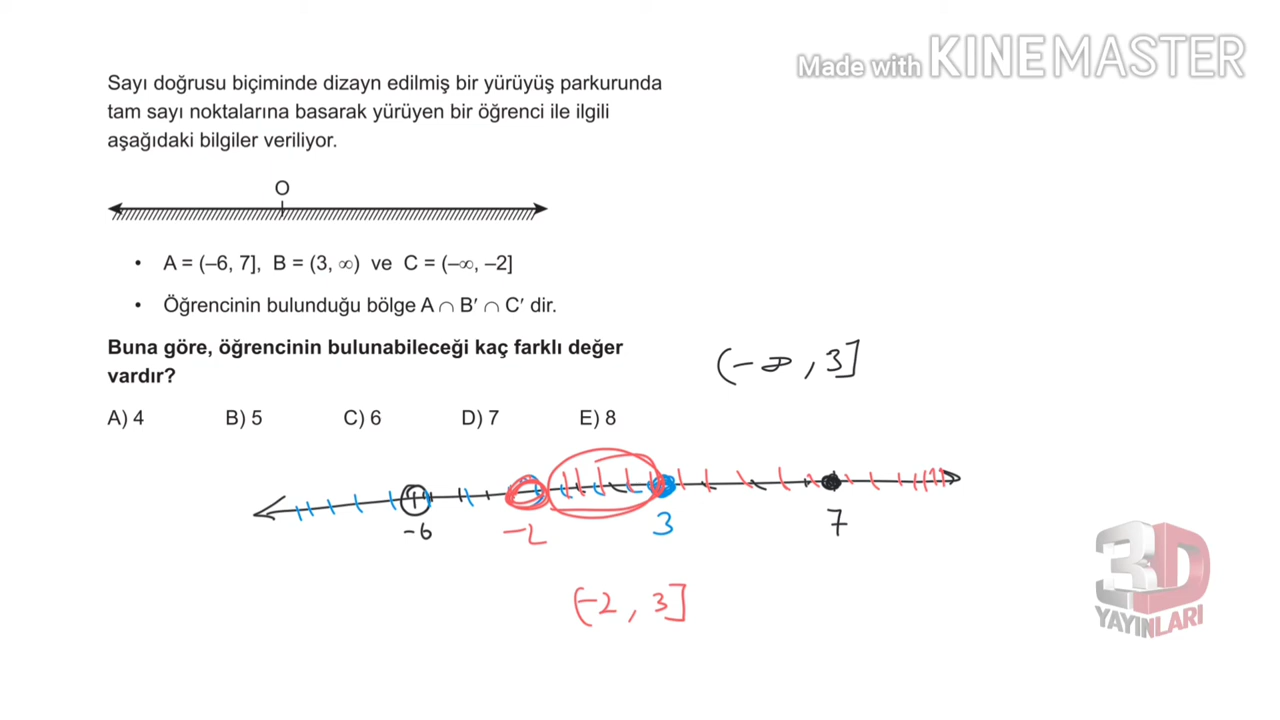 Made with KINEMASTER
Sayı doğrusu biçiminde dizayn edilmiş bir yürüyüş parkurunda
tam sayı noktalarına basarak yürüyen bir öğrenci ile ilgili
aşağıdaki bilgiler veriliyor.
O
• A = (–6, 7], B = (3, ∞) ve C = (–∞, –2]
• Öğrencinin bulunduğu bölge A ∩ B′ ∩ C′ dir.
Buna göre, öğrencinin bulunabileceği kaç farklı değer
vardır?
(-∞, 3]
A) 4 B) 5 C) 6 D) 7 E) 8
-6 -2 3 7
(-2, 3]
3D
YAYINLARI